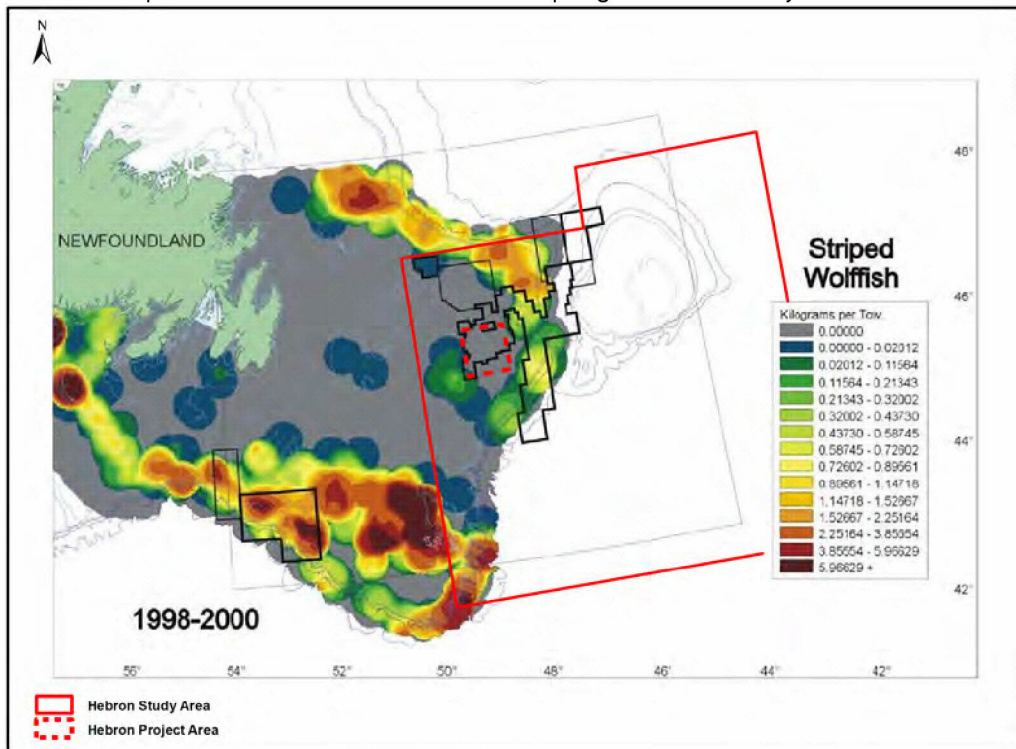 N
NEWFOUNDLAND
48°
46°
44°
42°
Striped
Wolffish
Kilograms per Tow.
0.00000
0.00000 - 0.02012
0.02012 - 0.11564
0.11564 - 0.21343
0.21343 - 0.32002
0.32002 - 0.43730
0.43730 - 0.58745
0.58745 - 0.72602
0.72602 - 0.89561
0.89561 - 1.14718
1.14718 - 1.52667
1.52667 - 2.25164
2.25164 - 3.85554
3.85554 - 5.96629
5.96629 +
1998-2000
56° 54° 52° 50° 48° 46° 44° 42°
Hebron Study Area
Hebron Project Area